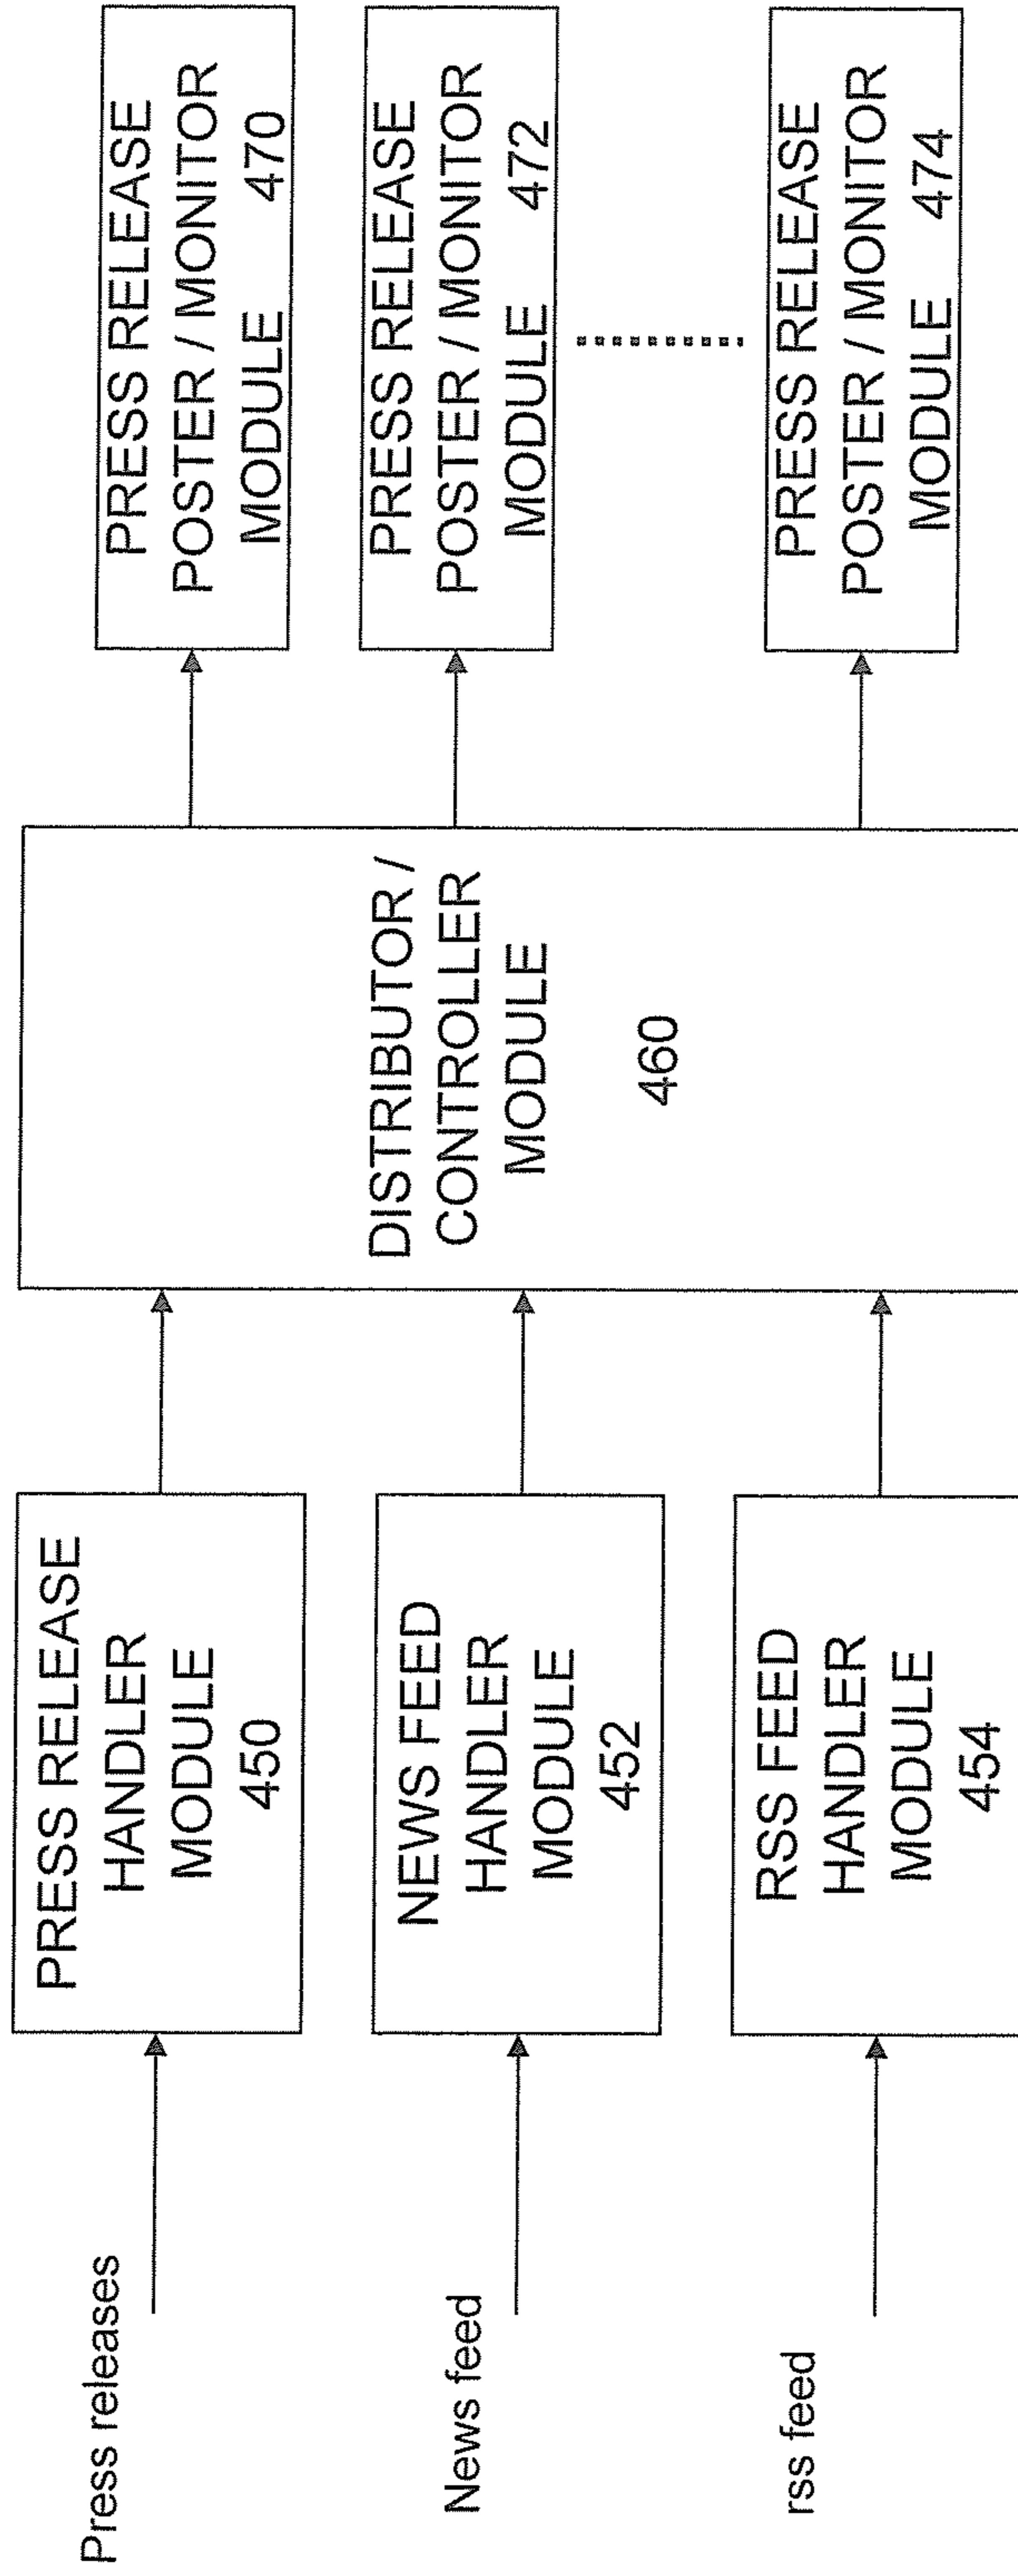 Press releases
PRESS RELEASE
HANDLER
MODULE
450
News feed
NEWS FEED
HANDLER
MODULE
452
rss feed
RSS FEED
HANDLER
MODULE
454
DISTRIBUTOR /
CONTROLLER
MODULE
460
PRESS RELEASE
POSTER / MONITOR
MODULE 470
PRESS RELEASE
POSTER / MONITOR
MODULE 472
PRESS RELEASE
POSTER / MONITOR
MODULE 474